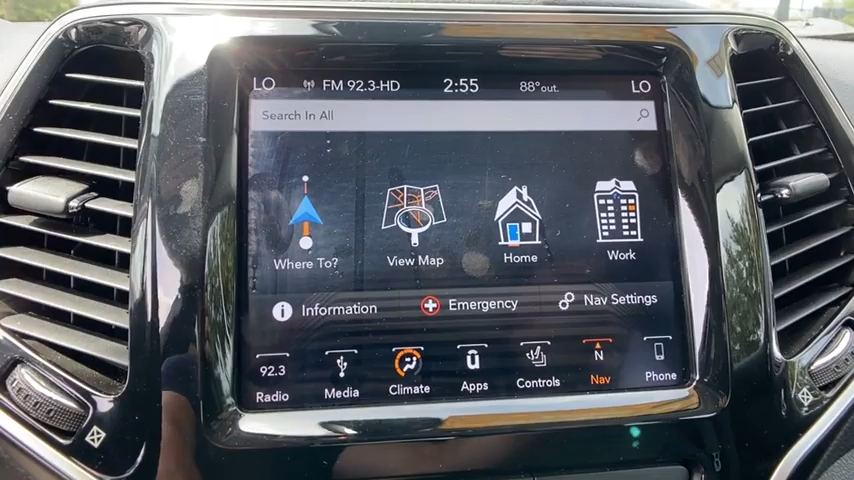 LO FM 92.3-HD 2:55 88° out. LO
Search In All
Where To? View Map Home Work
i Information Emergency Nav Settings
92.3 ū N
Radio Media Climate Apps Controls Nav Phone